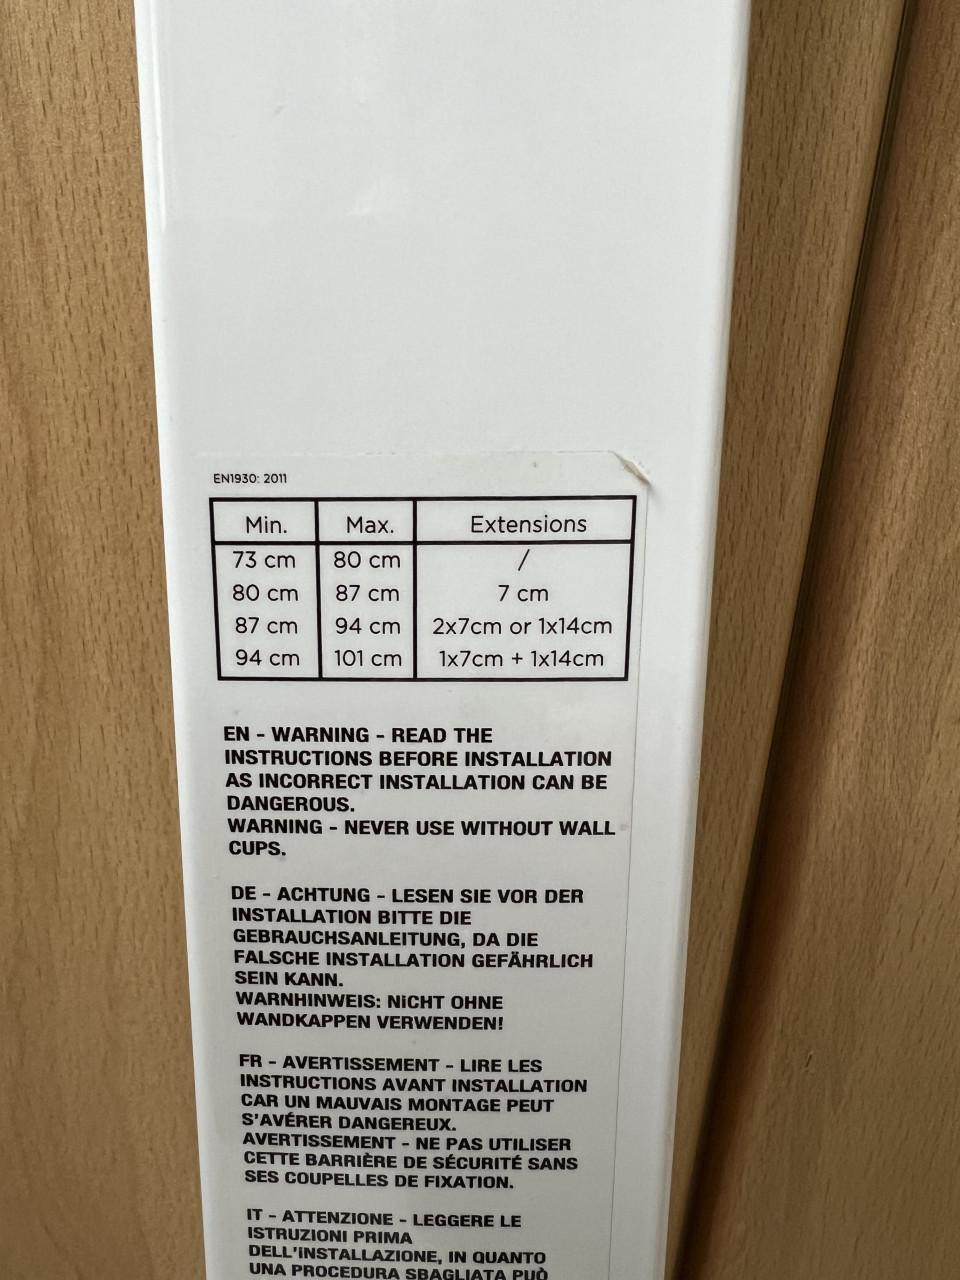 EN1930: 2011
Min. Max. Extensions
73 cm 80 cm /
80 cm 87 cm 7 cm
87 cm 94 cm 2x7cm or 1x14cm
94 cm 101 cm 1x7cm + 1x14cm
EN - WARNING - READ THE
INSTRUCTIONS BEFORE INSTALLATION
AS INCORRECT INSTALLATION CAN BE
DANGEROUS.
WARNING - NEVER USE WITHOUT WALL
CUPS.
DE - ACHTUNG - LESEN SIE VOR DER
INSTALLATION BITTE DIE
GEBRAUCHSANLEITUNG, DA DIE
FALSCHE INSTALLATION GEFÄHRLICH
SEIN KANN.
WARNHINWEIS: NiCHT OHNE
WANDKAPPEN VERWENDEN!
FR - AVERTISSEMENT - LIRE LES
INSTRUCTIONS AVANT INSTALLATION
CAR UN MAUVAIS MONTAGE PEUT
S'AVÉRER DANGEREUX.
AVERTISSEMENT - NE PAS UTILISER
CETTE BARRIÈRE DE SÉCURITÉ SANS
SES COUPELLES DE FIXATION.
IT - ATTENZIONE - LEGGERE LE
ISTRUZIONI PRIMA
DELL'iNSTALLAZIONE, IN QUANTO
UNA PROCEDURA SBAGLIATA PUÒ